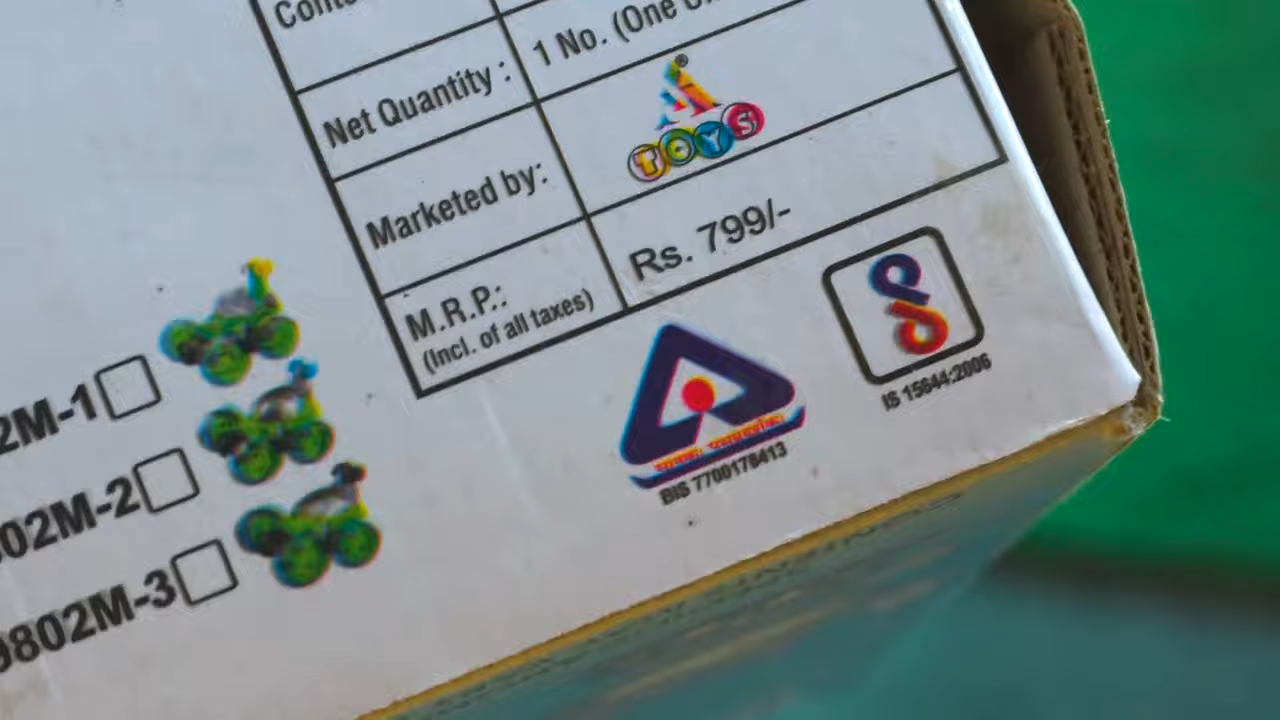 Net Quantity :
1 No. (One
Marketed by:
TOYS
M.R.P.:
(Incl. of all taxes)
Rs. 799/-
2M-1
02M-2
9802M-3
BIS 7700178413
IS 15644:2006